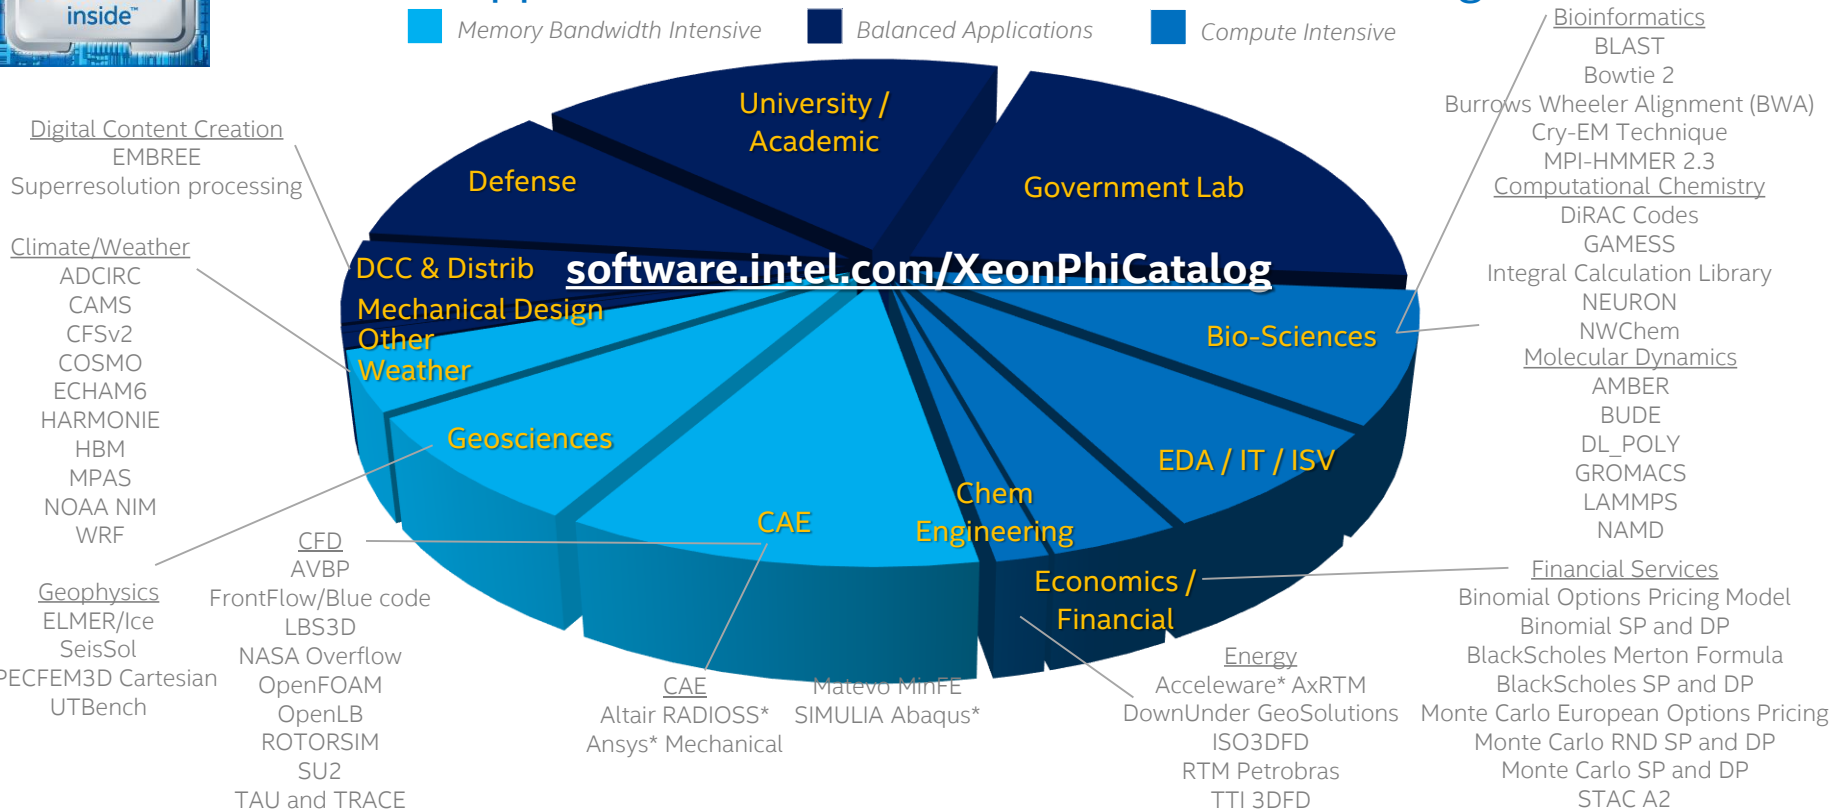 inside™
Memory Bandwidth Intensive
Balanced Applications
Compute Intensive
Digital Content Creation
EMBREE
Superresolution processing
Climate/Weather
ADCIRC
CAMS
CFSv2
COSMO
ECHAM6
HARMONIE
HBM
MPAS
NOAA NIM
WRF
Geophysics
ELMER/Ice
SeisSol
PECFEM3D Cartesian
UTBench
CFD
AVBP
FrontFlow/Blue code
LBS3D
NASA Overflow
OpenFOAM
OpenLB
ROTORSIM
SU2
TAU and TRACE
University /
Academic
Defense
Government Lab
DCC & Distrib
software.intel.com/XeonPhiCatalog
Mechanical Design
Other
Weather
Bio-Sciences
Geosciences
EDA / IT / ISV
CAE
Chem
Engineering
Economics /
Financial
CAE
Altair RADIOSS*
Ansys* Mechanical
Matevo MinFE
SIMULIA Abaqus*
Energy
Acceleware* AxRTM
DownUnder GeoSolutions
ISO3DFD
RTM Petrobras
TTI 3DFD
Bioinformatics
BLAST
Bowtie 2
Burrows Wheeler Alignment (BWA)
Cry-EM Technique
MPI-HMMER 2.3
Computational Chemistry
DiRAC Codes
GAMESS
Integral Calculation Library
NEURON
NWChem
Molecular Dynamics
AMBER
BUDE
DL_POLY
GROMACS
LAMMPS
NAMD
Financial Services
Binomial Options Pricing Model
Binomial SP and DP
BlackScholes Merton Formula
BlackScholes SP and DP
Monte Carlo European Options Pricing
Monte Carlo RND SP and DP
Monte Carlo SP and DP
STAC A2